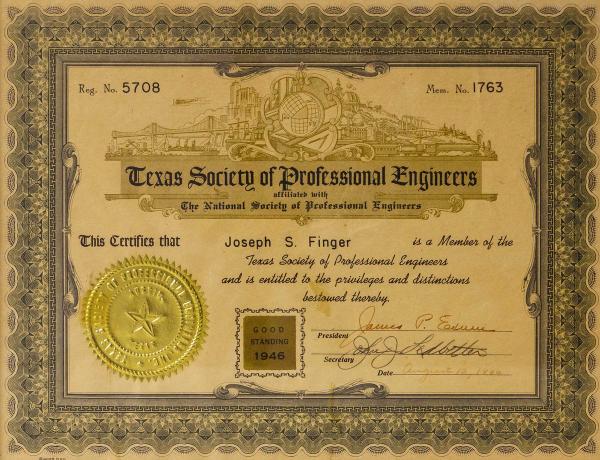 Reg. No. 5708
Mem. No. 1763
Texas Society of Professional Engineers
affiliated with
The National Society of Professional Engineers
This Certifies that Joseph S. Finger is a Member of the
Texas Society of Professional Engineers
and is entitled to the privileges and distinctions
bestowed thereby.
GOOD
STANDING
1946
President James P.
Secretary
Date August